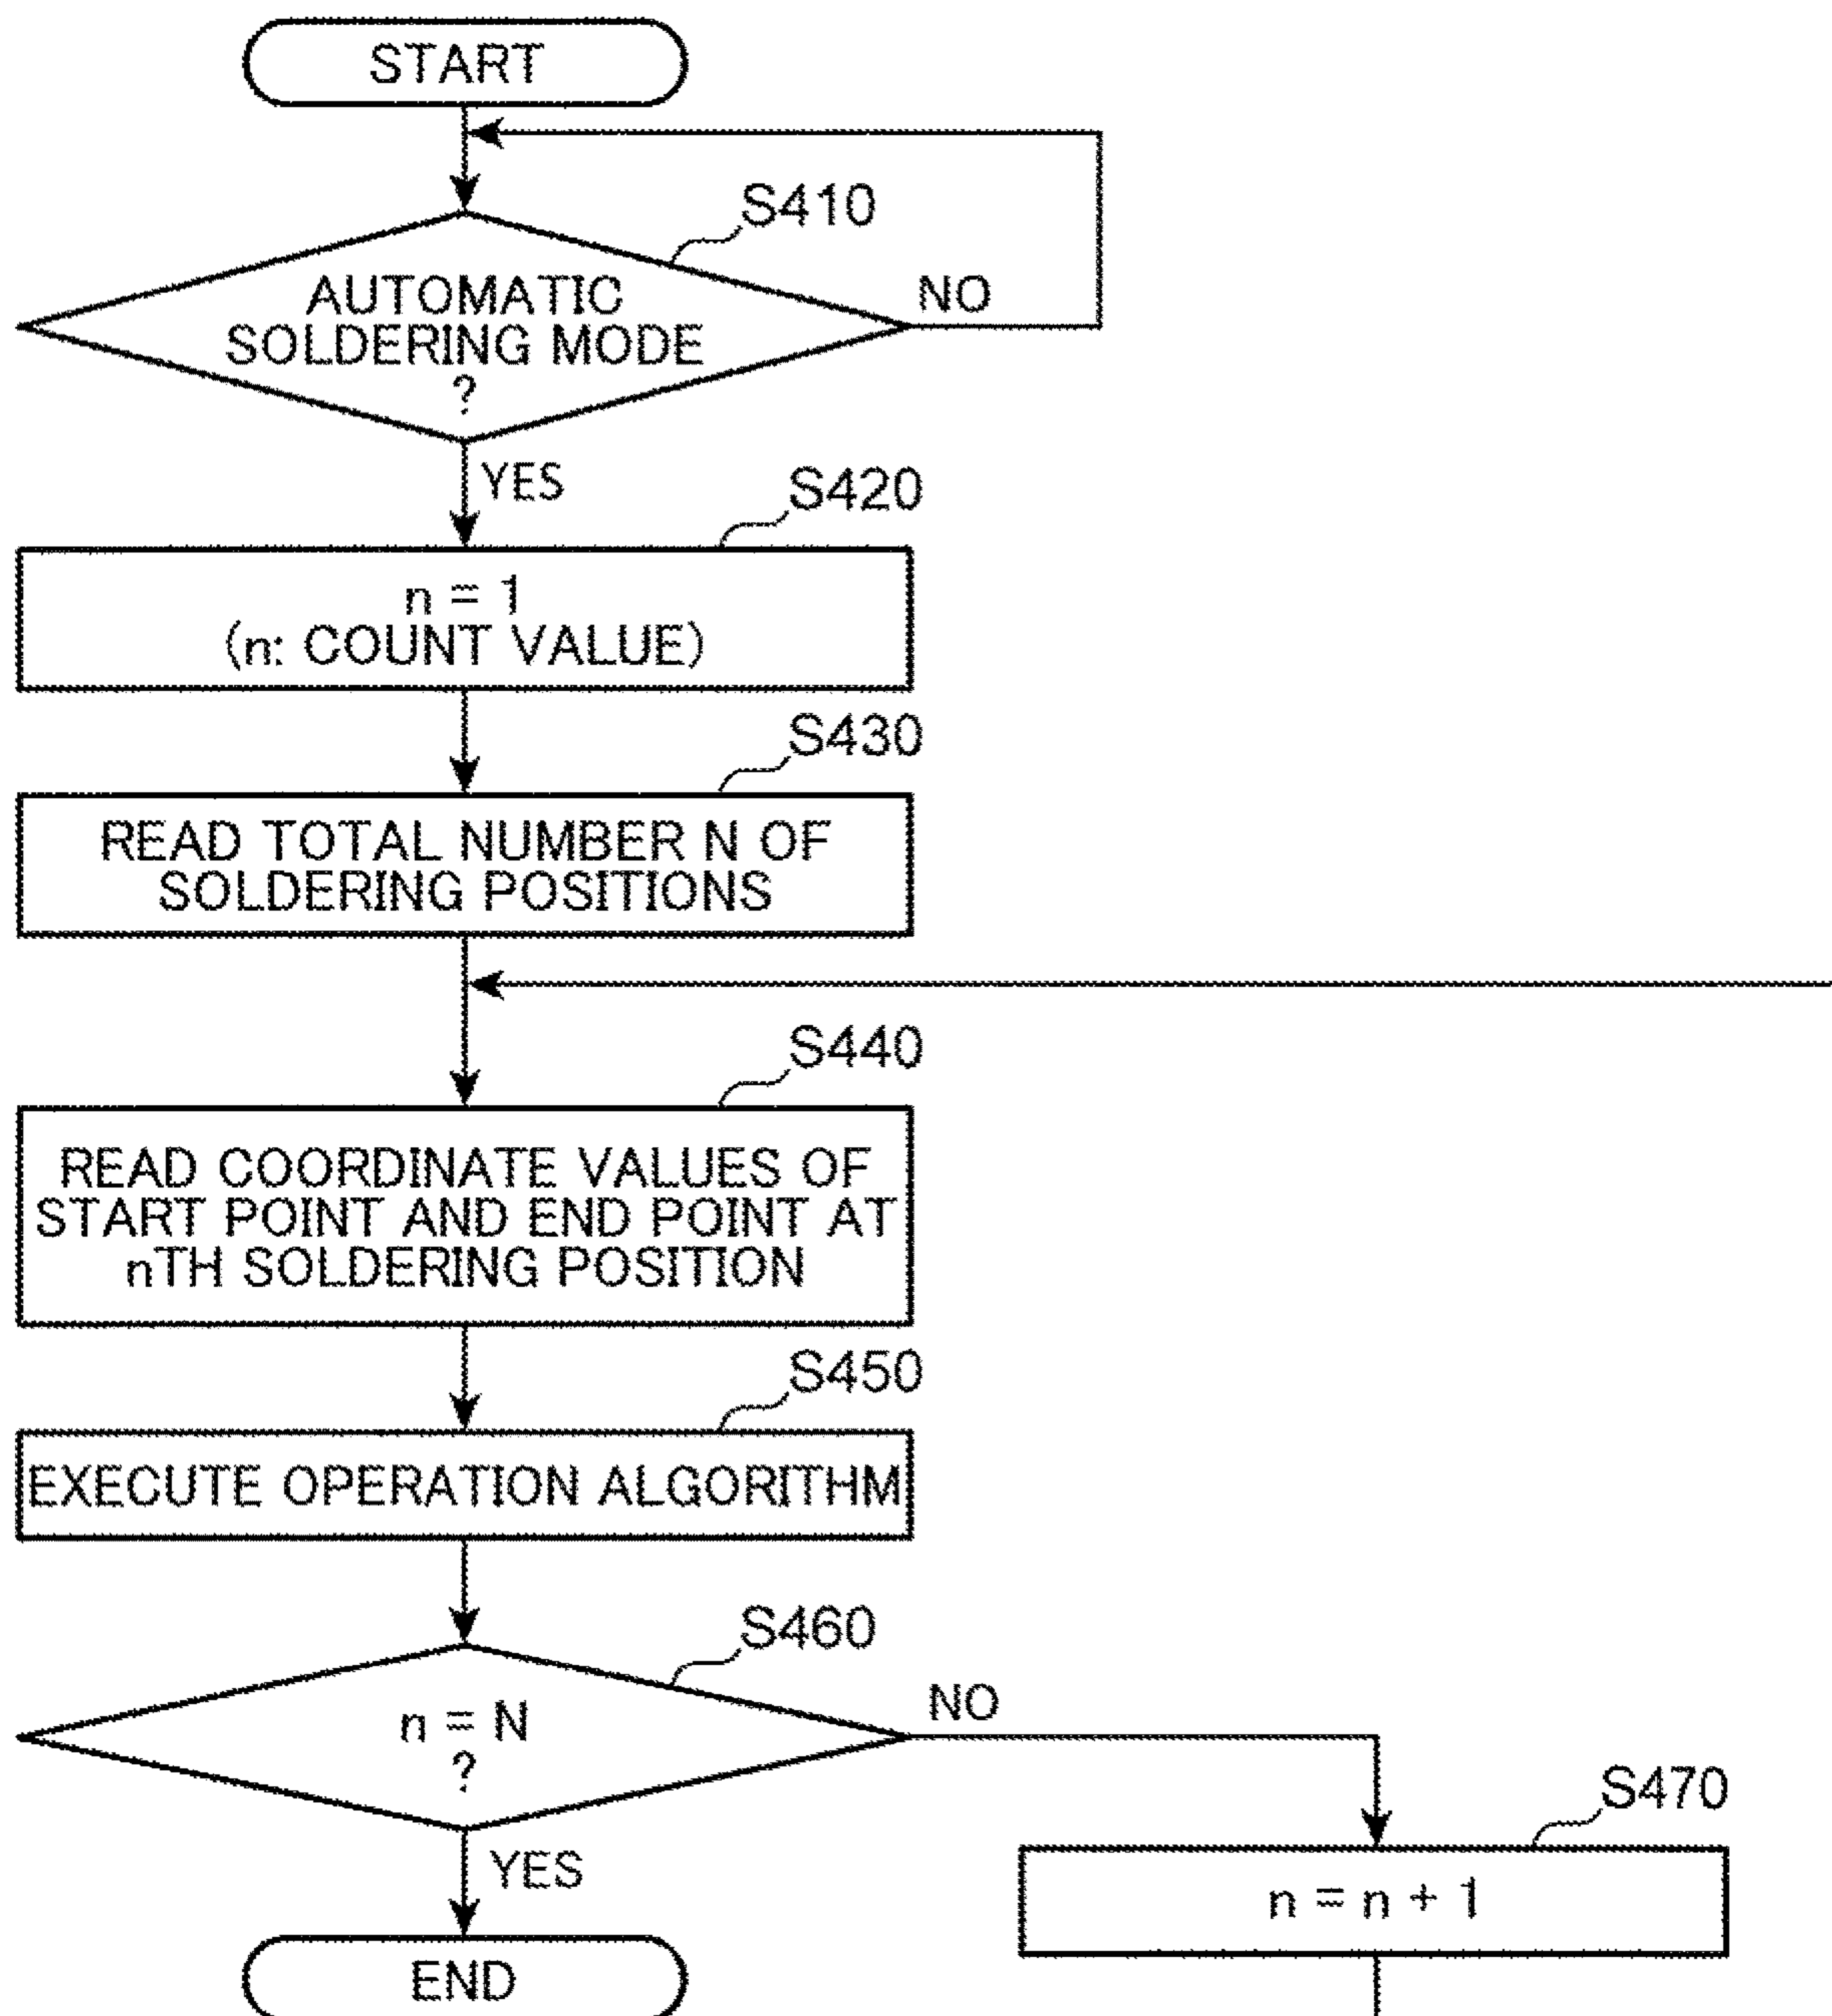 START
S410
AUTOMATIC
SOLDERING MODE
?
NO
YES
S420
n = 1
(n: COUNT VALUE)
S430
READ TOTAL NUMBER N OF
SOLDERING POSITIONS
S440
READ COORDINATE VALUES OF
START POINT AND END POINT AT
nTH SOLDERING POSITION
S450
EXECUTE OPERATION ALGORITHM
S460
n = N
?
NO
YES
S470
n = n + 1
END